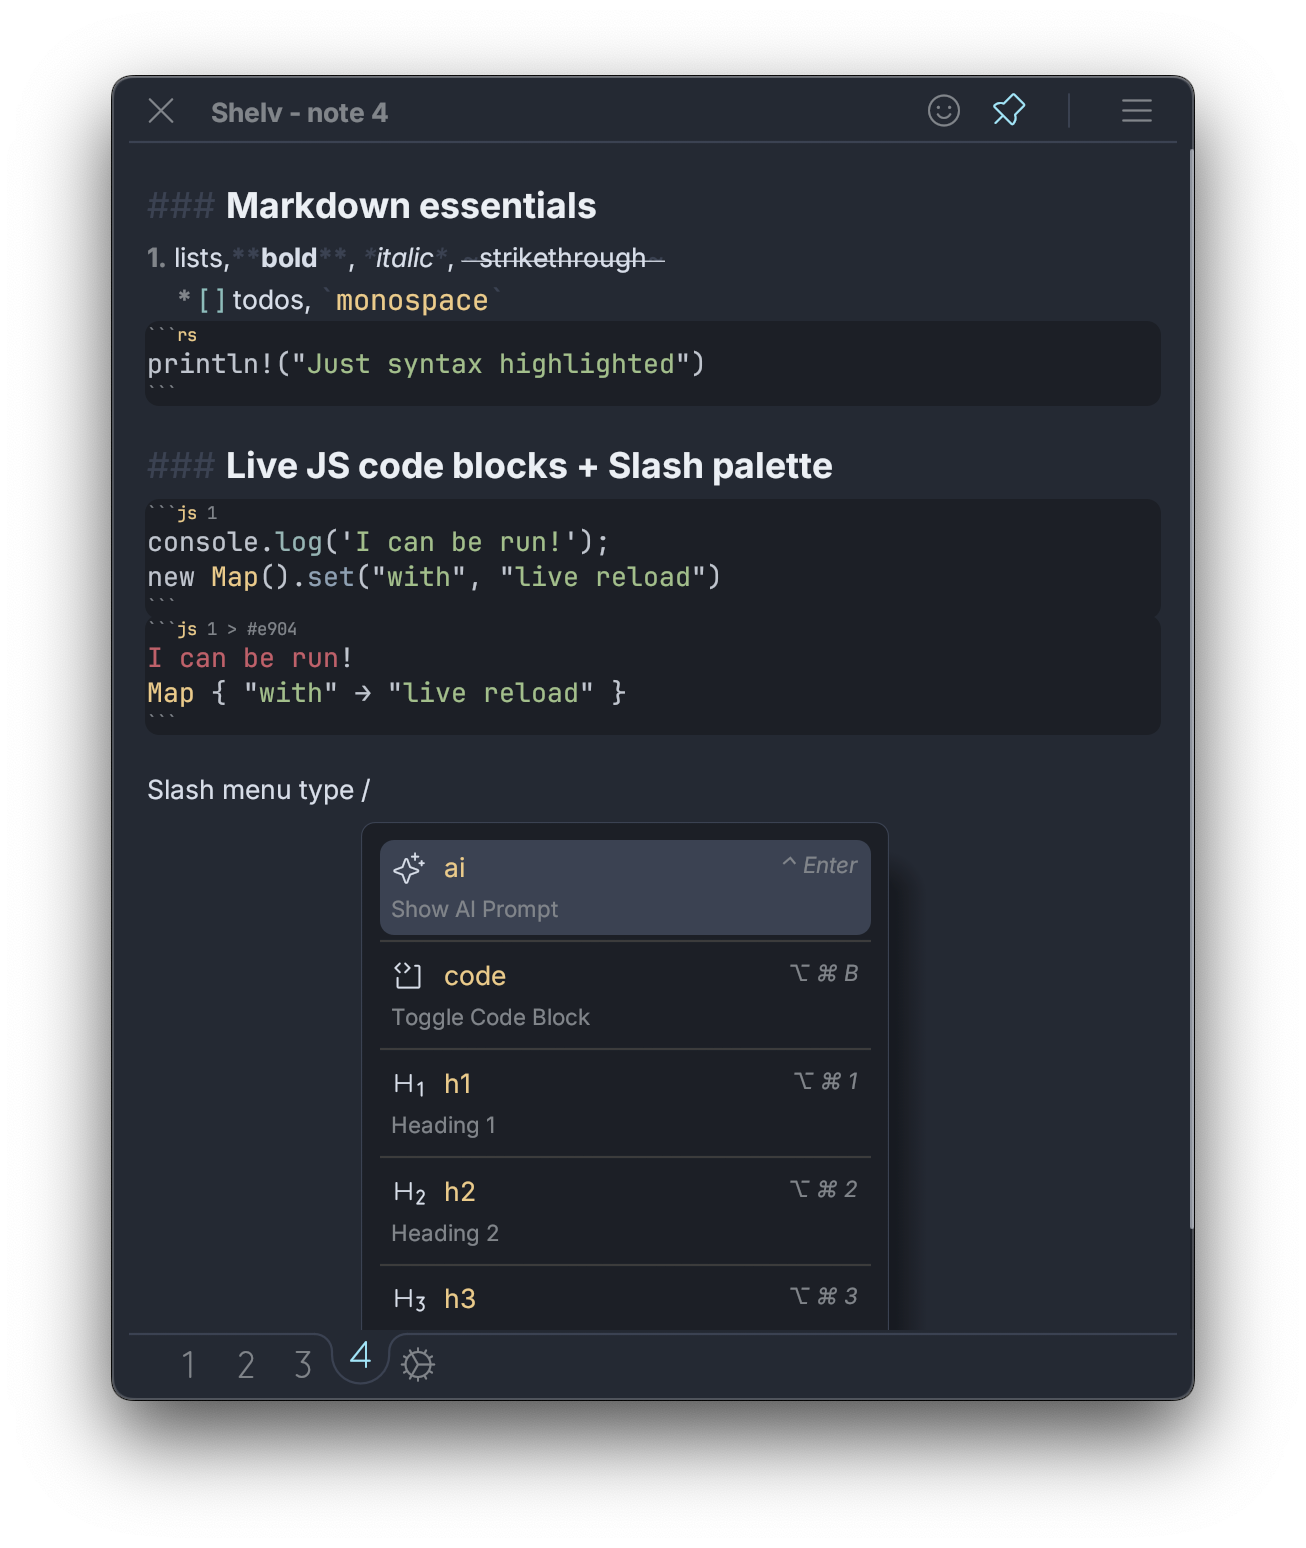 Shelv - note 4
### Markdown essentials
1. lists,**bold**, *italic*, ~~strikethrough~~
* [ ] todos, `monospace`
```rs
println!("Just syntax highlighted")
```
### Live JS code blocks + Slash palette
```js 1
console.log('I can be run!');
new Map().set("with", "live reload")
```
```js 1 > #e904
I can be run!
Map { "with" → "live reload" }
```
Slash menu type /
ai ^ Enter
Show AI Prompt
code ⌥ ⌘ B
Toggle Code Block
H1 h1 ⌥ ⌘ 1
Heading 1
H2 h2 ⌥ ⌘ 2
Heading 2
H3 h3 ⌥ ⌘ 3
1 2 3 4